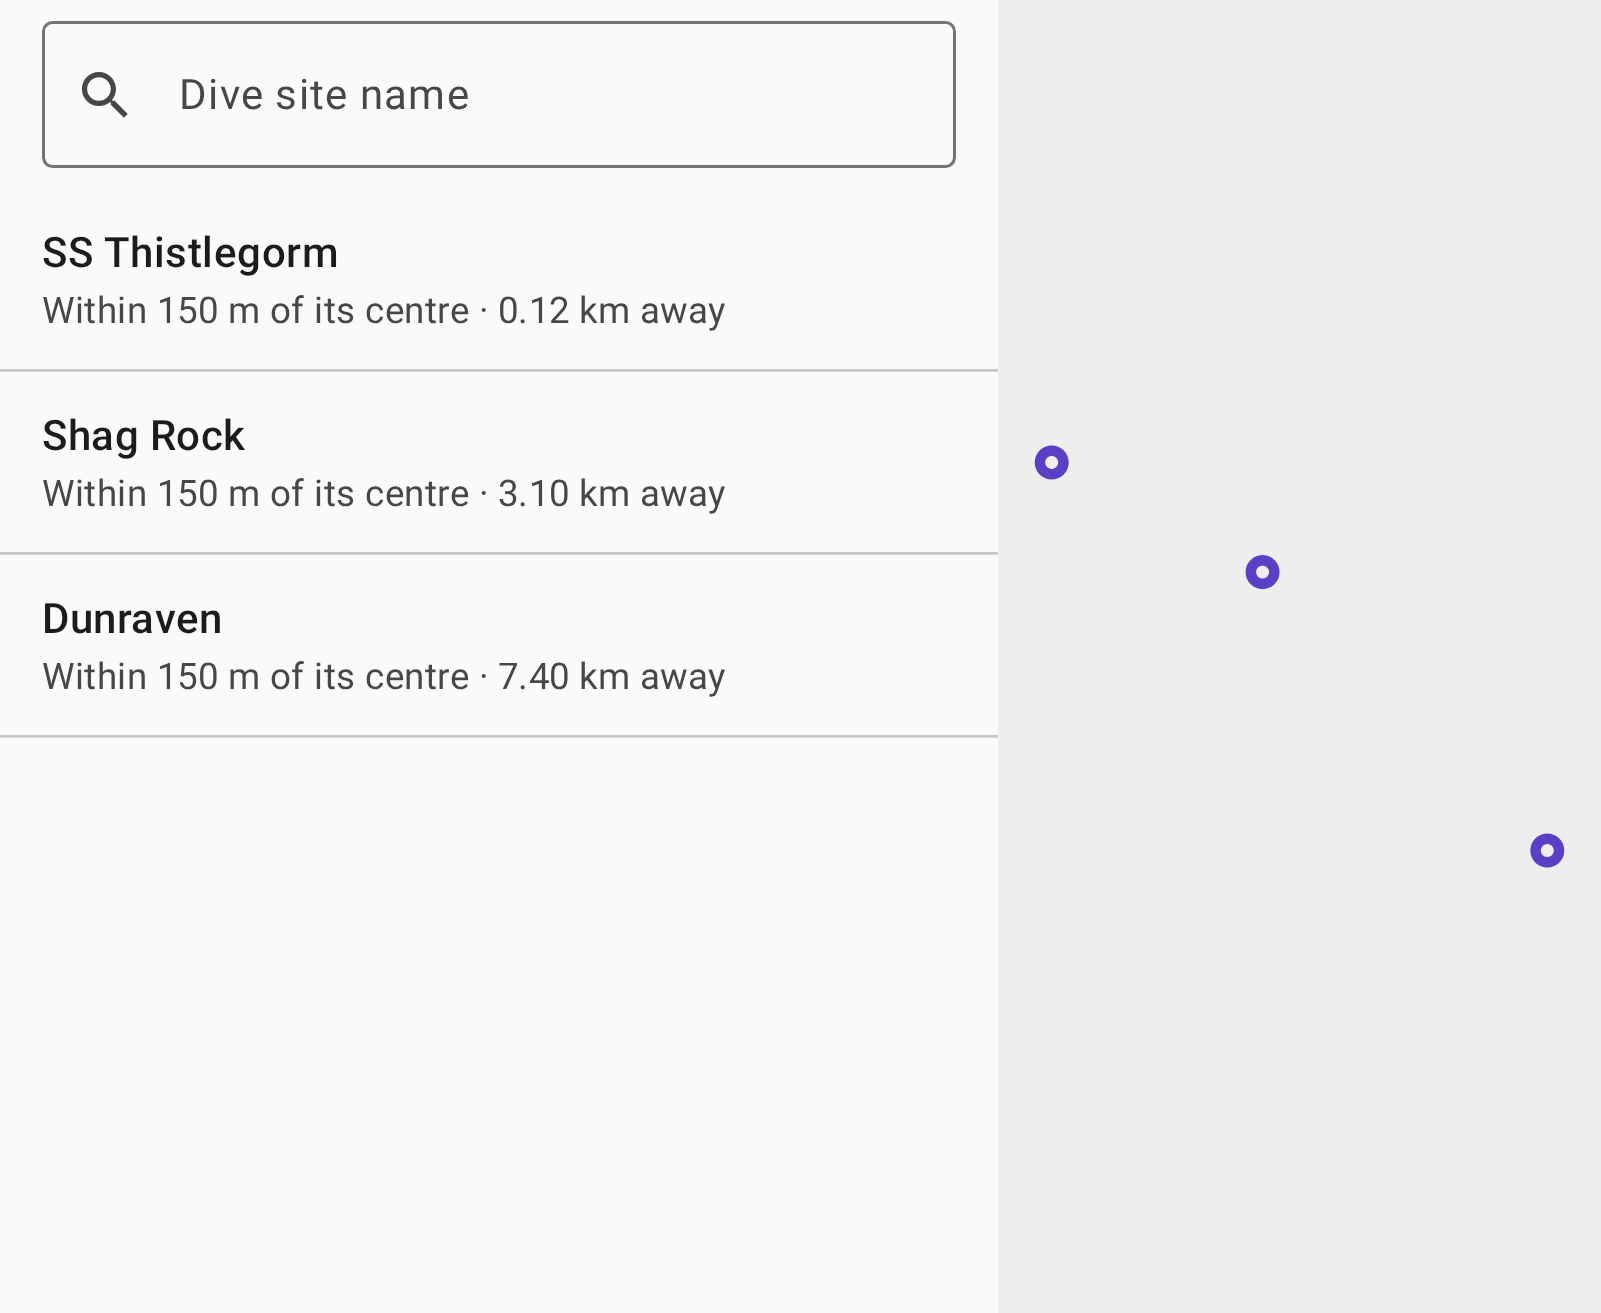 Dive site name
SS Thistlegorm
Within 150 m of its centre · 0.12 km away
Shag Rock
Within 150 m of its centre · 3.10 km away
Dunraven
Within 150 m of its centre · 7.40 km away